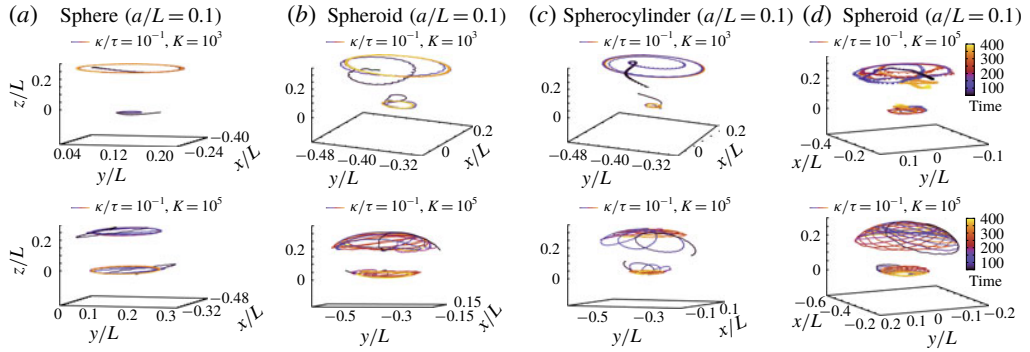 (a) Sphere (a/L = 0.1)
κ/τ = 10⁻¹, K = 10³
z/L
0.2
0
0.04
0.12
0.20
y/L
−0.40
−0.24
x/L
(b) Spheroid (a/L = 0.1)
κ/τ = 10⁻¹, K = 10³
0.2
0
−0.48
−0.40
−0.32
y/L
0.2
0
x/L
(c) Spherocylinder (a/L = 0.1)
κ/τ = 10⁻¹, K = 10³
0.2
0
−0.48
−0.40
−0.32
y/L
0.2
0
x/L
(d) Spheroid (a/L = 0.1)
κ/τ = 10⁻¹, K = 10⁵
0.2
0
−0.4
−0.2
x/L
0.1
0
−0.1
y/L
400
300
200
100
Time
κ/τ = 10⁻¹, K = 10⁵
z/L
0.2
0
0
0.1
0.2
0.3
y/L
−0.48
−0.32
x/L
κ/τ = 10⁻¹, K = 10⁵
0.2
0
−0.5
−0.3
−0.15
y/L
0.15
x/L
κ/τ = 10⁻¹, K = 10⁵
0.2
0
−0.5
−0.3
−0.1
y/L
0.1
x/L
κ/τ = 10⁻¹, K = 10⁵
0.2
0
−0.6
−0.4
−0.2
x/L
0.2
0.1
0
−0.1
−0.2
y/L
400
300
200
100
Time